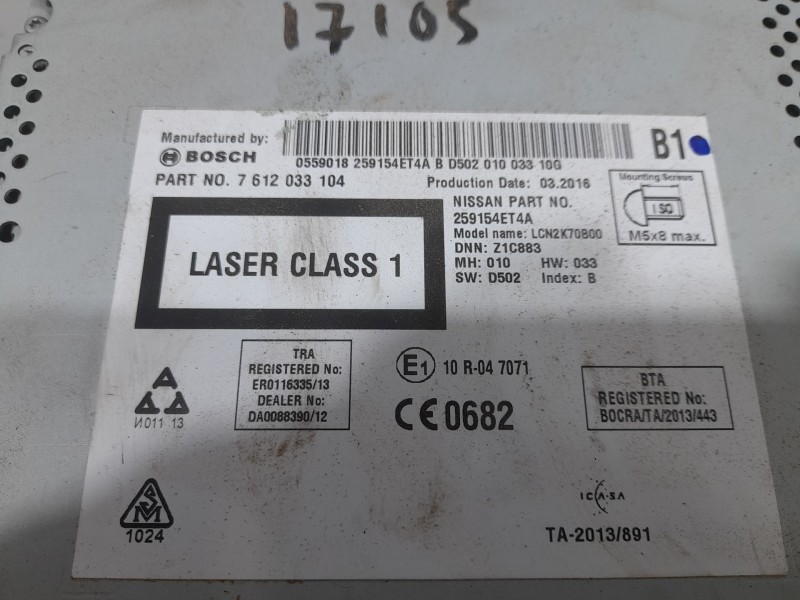 17105
Manufactured by:
BOSCH
0559018 259154ET4A B D502 010 033 10G
B1
PART NO. 7 612 033 104
Production Date: 03.2016
Mounting Screws
ISO
M5x8 max.
NISSAN PART NO.
259154ET4A
Model name: LCN2K70B00
DNN: Z1C883
MH: 010 HW: 033
SW: D502 Index: B
LASER CLASS 1
TRA
REGISTERED No:
ER0116335/13
DEALER No:
DA0088390/12
E1 10 R-04 7071
CE0682
BTA
REGISTERED No:
BOCRA/TA/2013/443
И011 13
SM
1024
ICASA
TA-2013/891